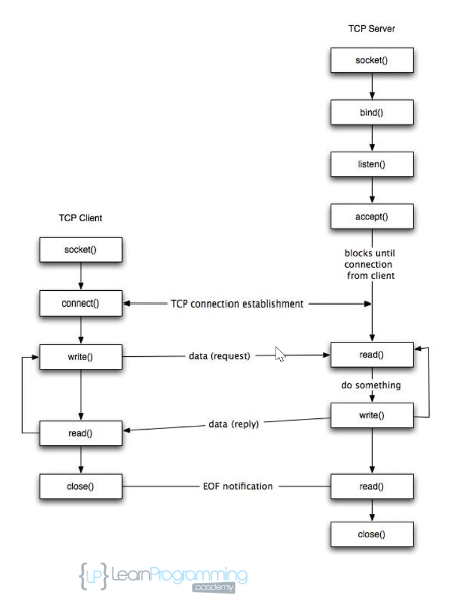 TCP Server
socket()
bind()
listen()
accept()
blocks until
connection
from client
TCP Client
socket()
connect()
TCP connection establishment
write()
data (request)
read()
do something
write()
data (reply)
read()
close()
EOF notification
read()
close()
{LP} LearnProgramming
.academy